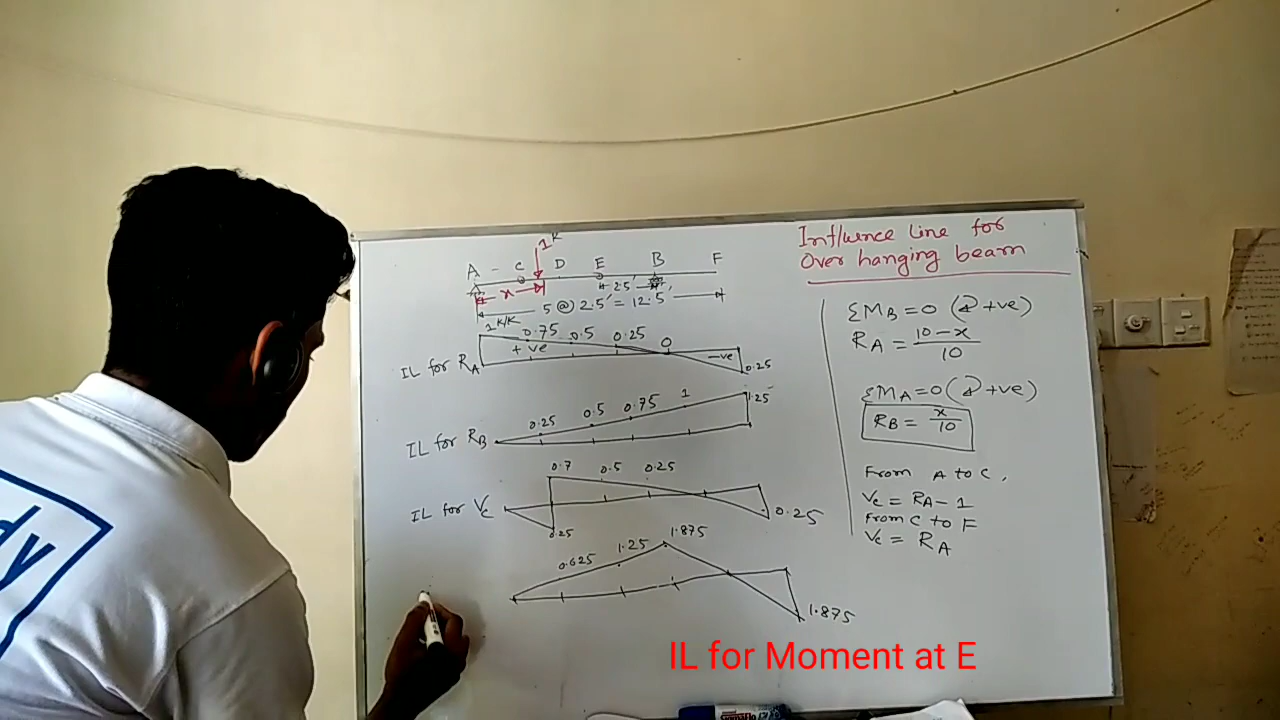 Influence line for
Over hanging beam
1K
A - C D E B F
x 2.5'
5 @ 2.5' = 12.5'
1 K/K 0.75 0.5 0.25 0
+ve -ve
IL for RA 0.25
0.25 0.5 0.75 1 1.25
IL for RB
0.7 0.5 0.25
IL for Vc
0.25 0.25
0.625 1.25 1.875
1.875
ΣMB = 0 (+ve)
RA = 10-x/10
ΣMA = 0 (+ve)
RB = x/10
From A to C,
Vc = RA - 1
From C to F
Vc = RA
IL for Moment at E
dy